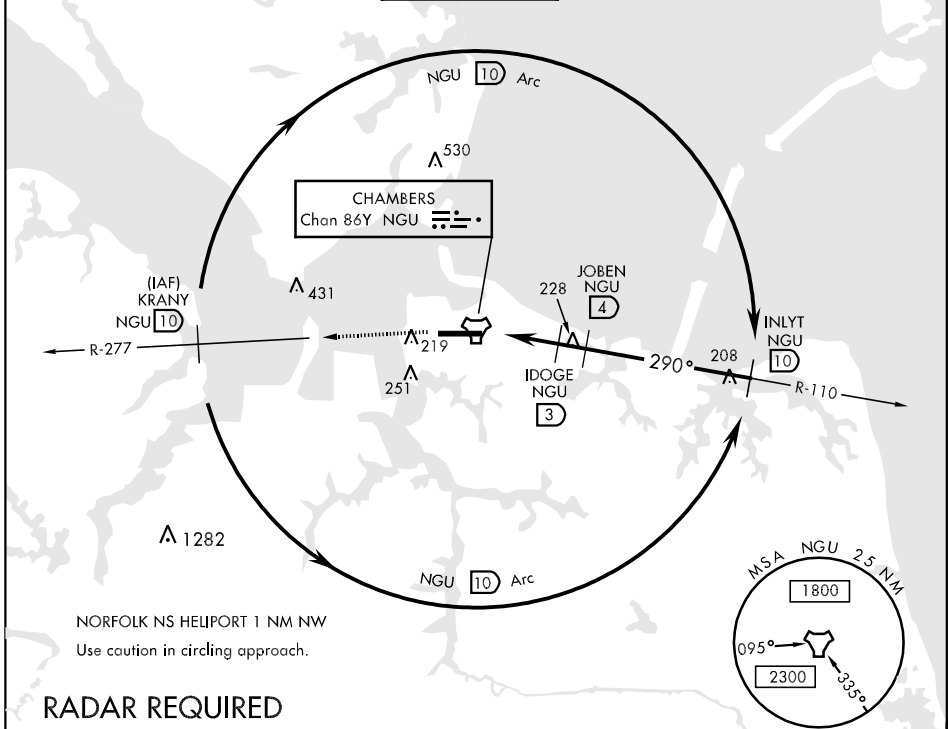 NGU 10 Arc
530
CHAMBERS
Chan 86Y NGU
(IAF)
KRANY
NGU 10
431
JOBEN
NGU
4
228
INLYT
NGU
10
R-277
219
251
IDOGE
NGU
3
290°
208
R-110
1282
NGU 10 Arc
MSA NGU 25 NM
1800
095°
2300
335°
NORFOLK NS HELIPORT 1 NM NW
Use caution in circling approach.
RADAR REQUIRED